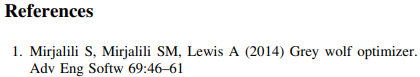 References
1. Mirjalili S, Mirjalili SM, Lewis A (2014) Grey wolf optimizer.
Adv Eng Softw 69:46–61